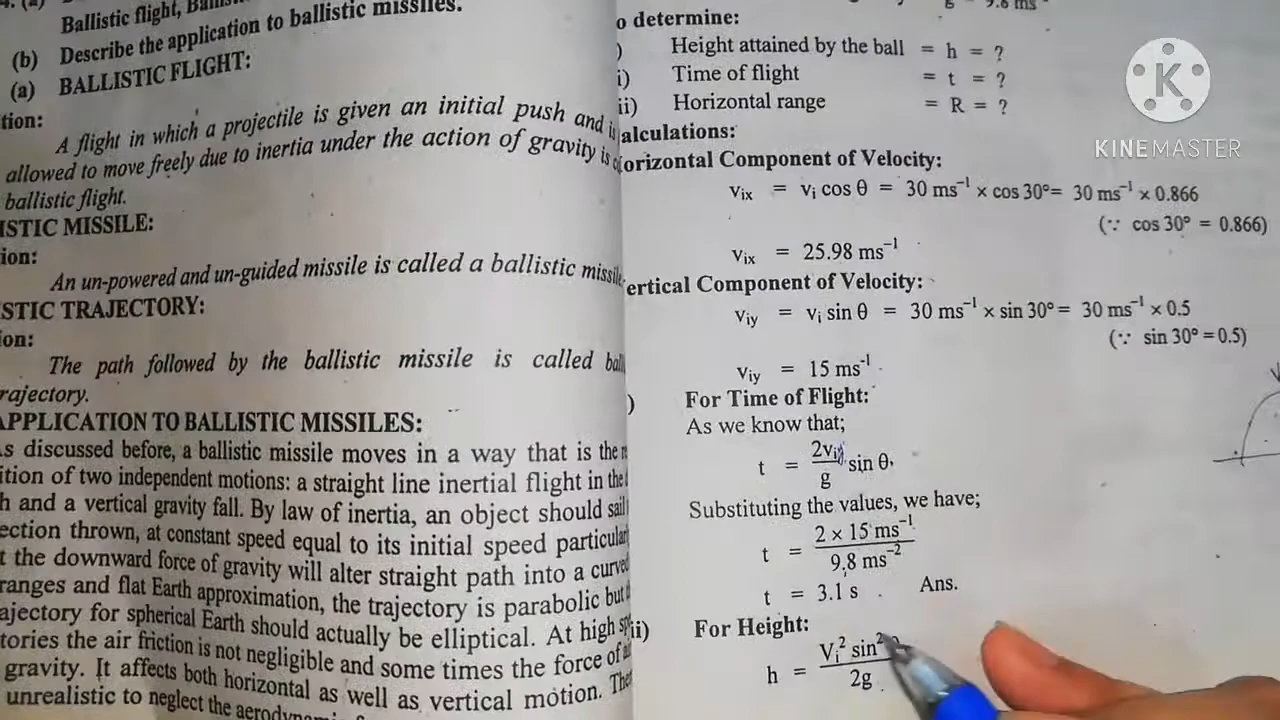 Ballistic flight,
(b) Describe the application to ballistic missiles.
(a) BALLISTIC FLIGHT:
tion:
A flight in which a projectile is given an initial push and is
allowed to move freely due to inertia under the action of gravity is
ballistic flight.
ISTIC MISSILE:
ion:
An un-powered and un-guided missile is called a ballistic missile
STIC TRAJECTORY:
ion:
The path followed by the ballistic missile is called
rajectory.
APPLICATION TO BALLISTIC MISSILES:
As discussed before, a ballistic missile moves in a way that is the
ition of two independent motions: a straight line inertial flight in the
h and a vertical gravity fall. By law of inertia, an object should sail
ection thrown, at constant speed equal to its initial speed particular
t the downward force of gravity will alter straight path into a curved
ranges and flat Earth approximation, the trajectory is parabolic but
ajectory for spherical Earth should actually be elliptical. At high
tories the air friction is not negligible and some times the force of
gravity. It affects both horizontal as well as vertical motion.
unrealistic to neglect the
o determine:
) Height attained by the ball = h = ?
i) Time of flight = t = ?
ii) Horizontal range = R = ?
alculations:
orizontal Component of Velocity:
vix = vi cos θ = 30 ms⁻¹ × cos 30° = 30 ms⁻¹ × 0.866
(∵ cos 30° = 0.866)
vix = 25.98 ms⁻¹
ertical Component of Velocity:
viy = vi sin θ = 30 ms⁻¹ × sin 30° = 30 ms⁻¹ × 0.5
(∵ sin 30° = 0.5)
viy = 15 ms⁻¹
) For Time of Flight:
As we know that;
t = 2vi/g sin θ
Substituting the values, we have;
t = 2 × 15 ms⁻¹ / 9.8 ms⁻²
t = 3.1 s Ans.
ii) For Height:
h = Vi² sin² / 2g
K
KINEMASTER